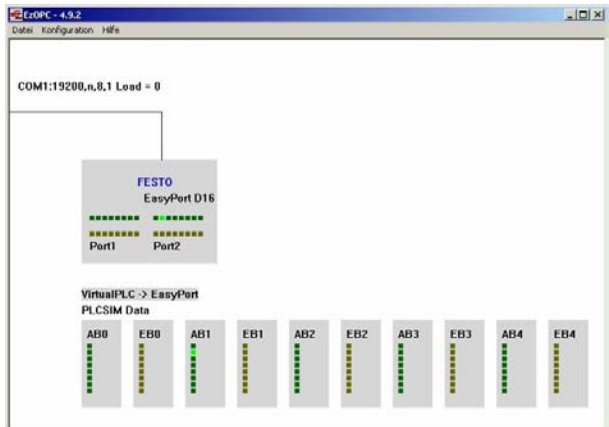 EzOPC - 4.9.2
Datei Konfiguration Hilfe
COM1:19200,n,8,1 Load = 0
FESTO
EasyPort D16
Port1 Port2
VirtualPLC -> EasyPort
PLCSIM Data
AB0 EB0 AB1 EB1 AB2 EB2 AB3 EB3 AB4 EB4